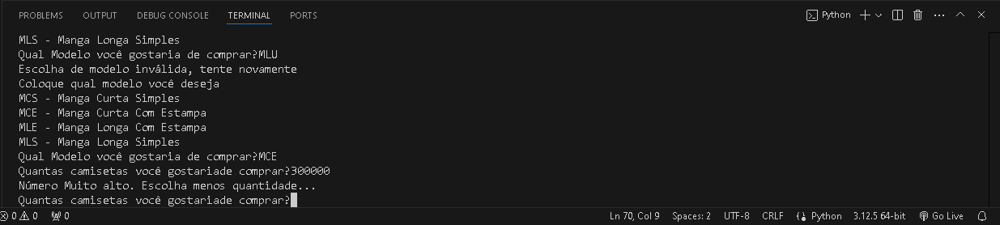 PROBLEMS OUTPUT DEBUG CONSOLE TERMINAL PORTS Python
MLS - Manga Longa Simples
Qual Modelo você gostaria de comprar?MLU
Escolha de modelo inválida, tente novamente
Coloque qual modelo você deseja
MCS - Manga Curta Simples
MCE - Manga Curta Com Estampa
MLE - Manga Longa Com Estampa
MLS - Manga Longa Simples
Qual Modelo você gostaria de comprar?MCE
Quantas camisetas você gostariade comprar?300000
Número Muito alto. Escolha menos quantidade...
Quantas camisetas você gostariade comprar?
0 0 0 Ln 70, Col 9 Spaces: 2 UTF-8 CRLF Python 3.12.5 64-bit Go Live